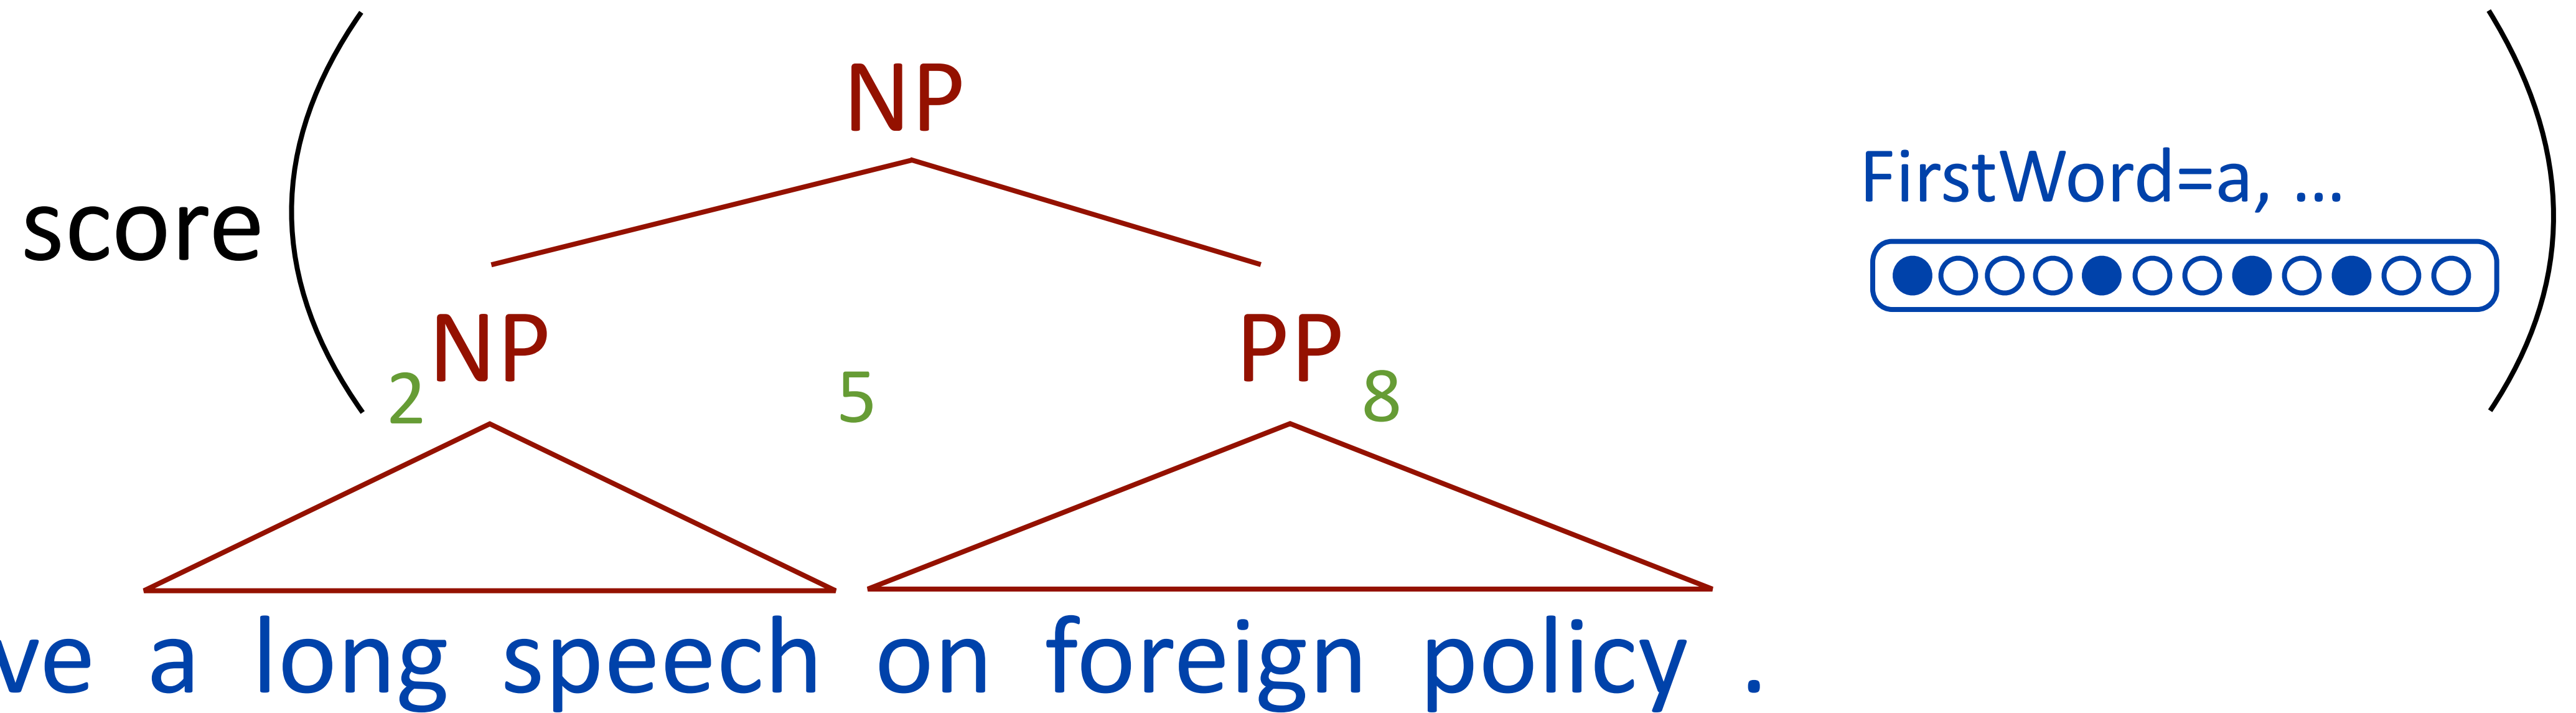 NP
FirstWord=a, ...
score
NP PP
2 5 8
ve a long speech on foreign policy .